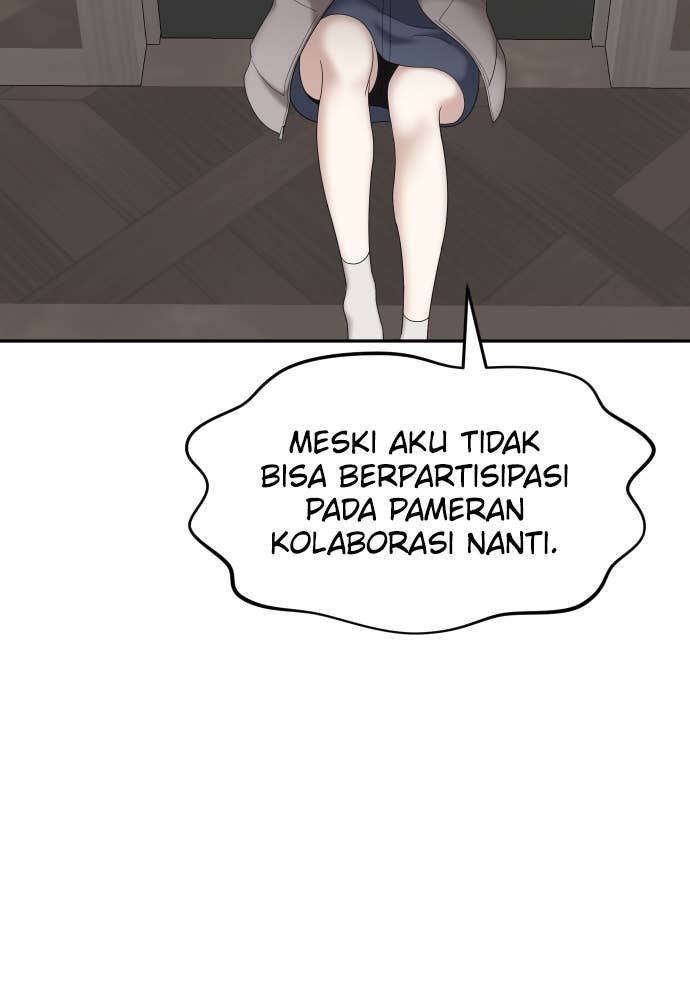 MESKI AKU TIDAK
BISA BERPARTISIPASI
PADA PAMERAN
KOLABORASI NANTI.